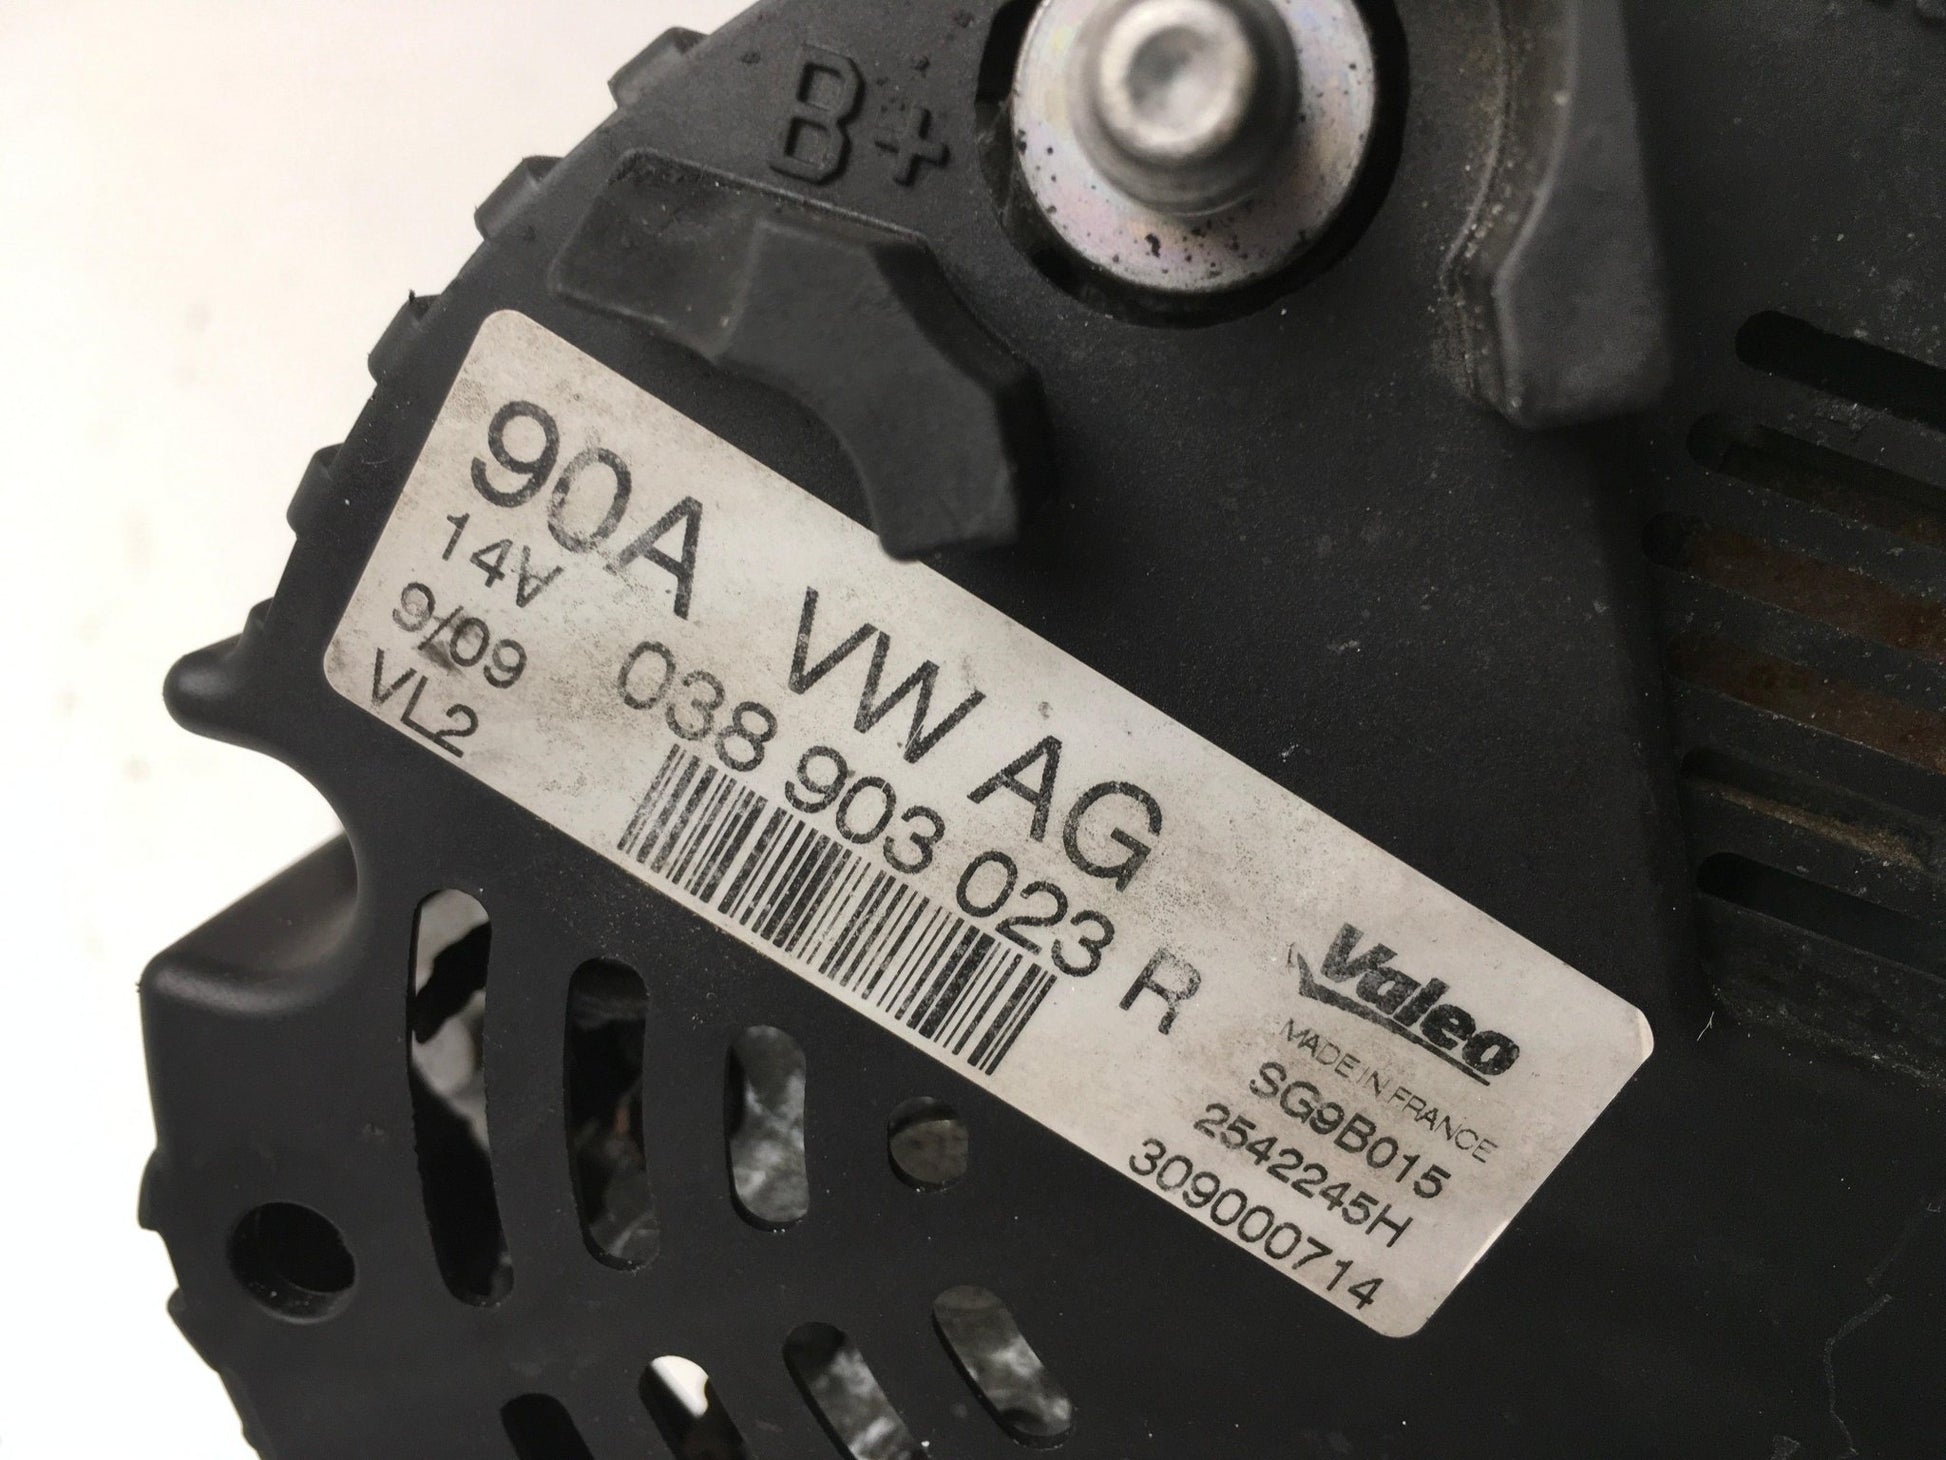 B+
90A VW AG
14V 038 903 023 R
9/09
VL2
Valeo
MADE IN FRANCE
SG9B015
2542245H
309000714